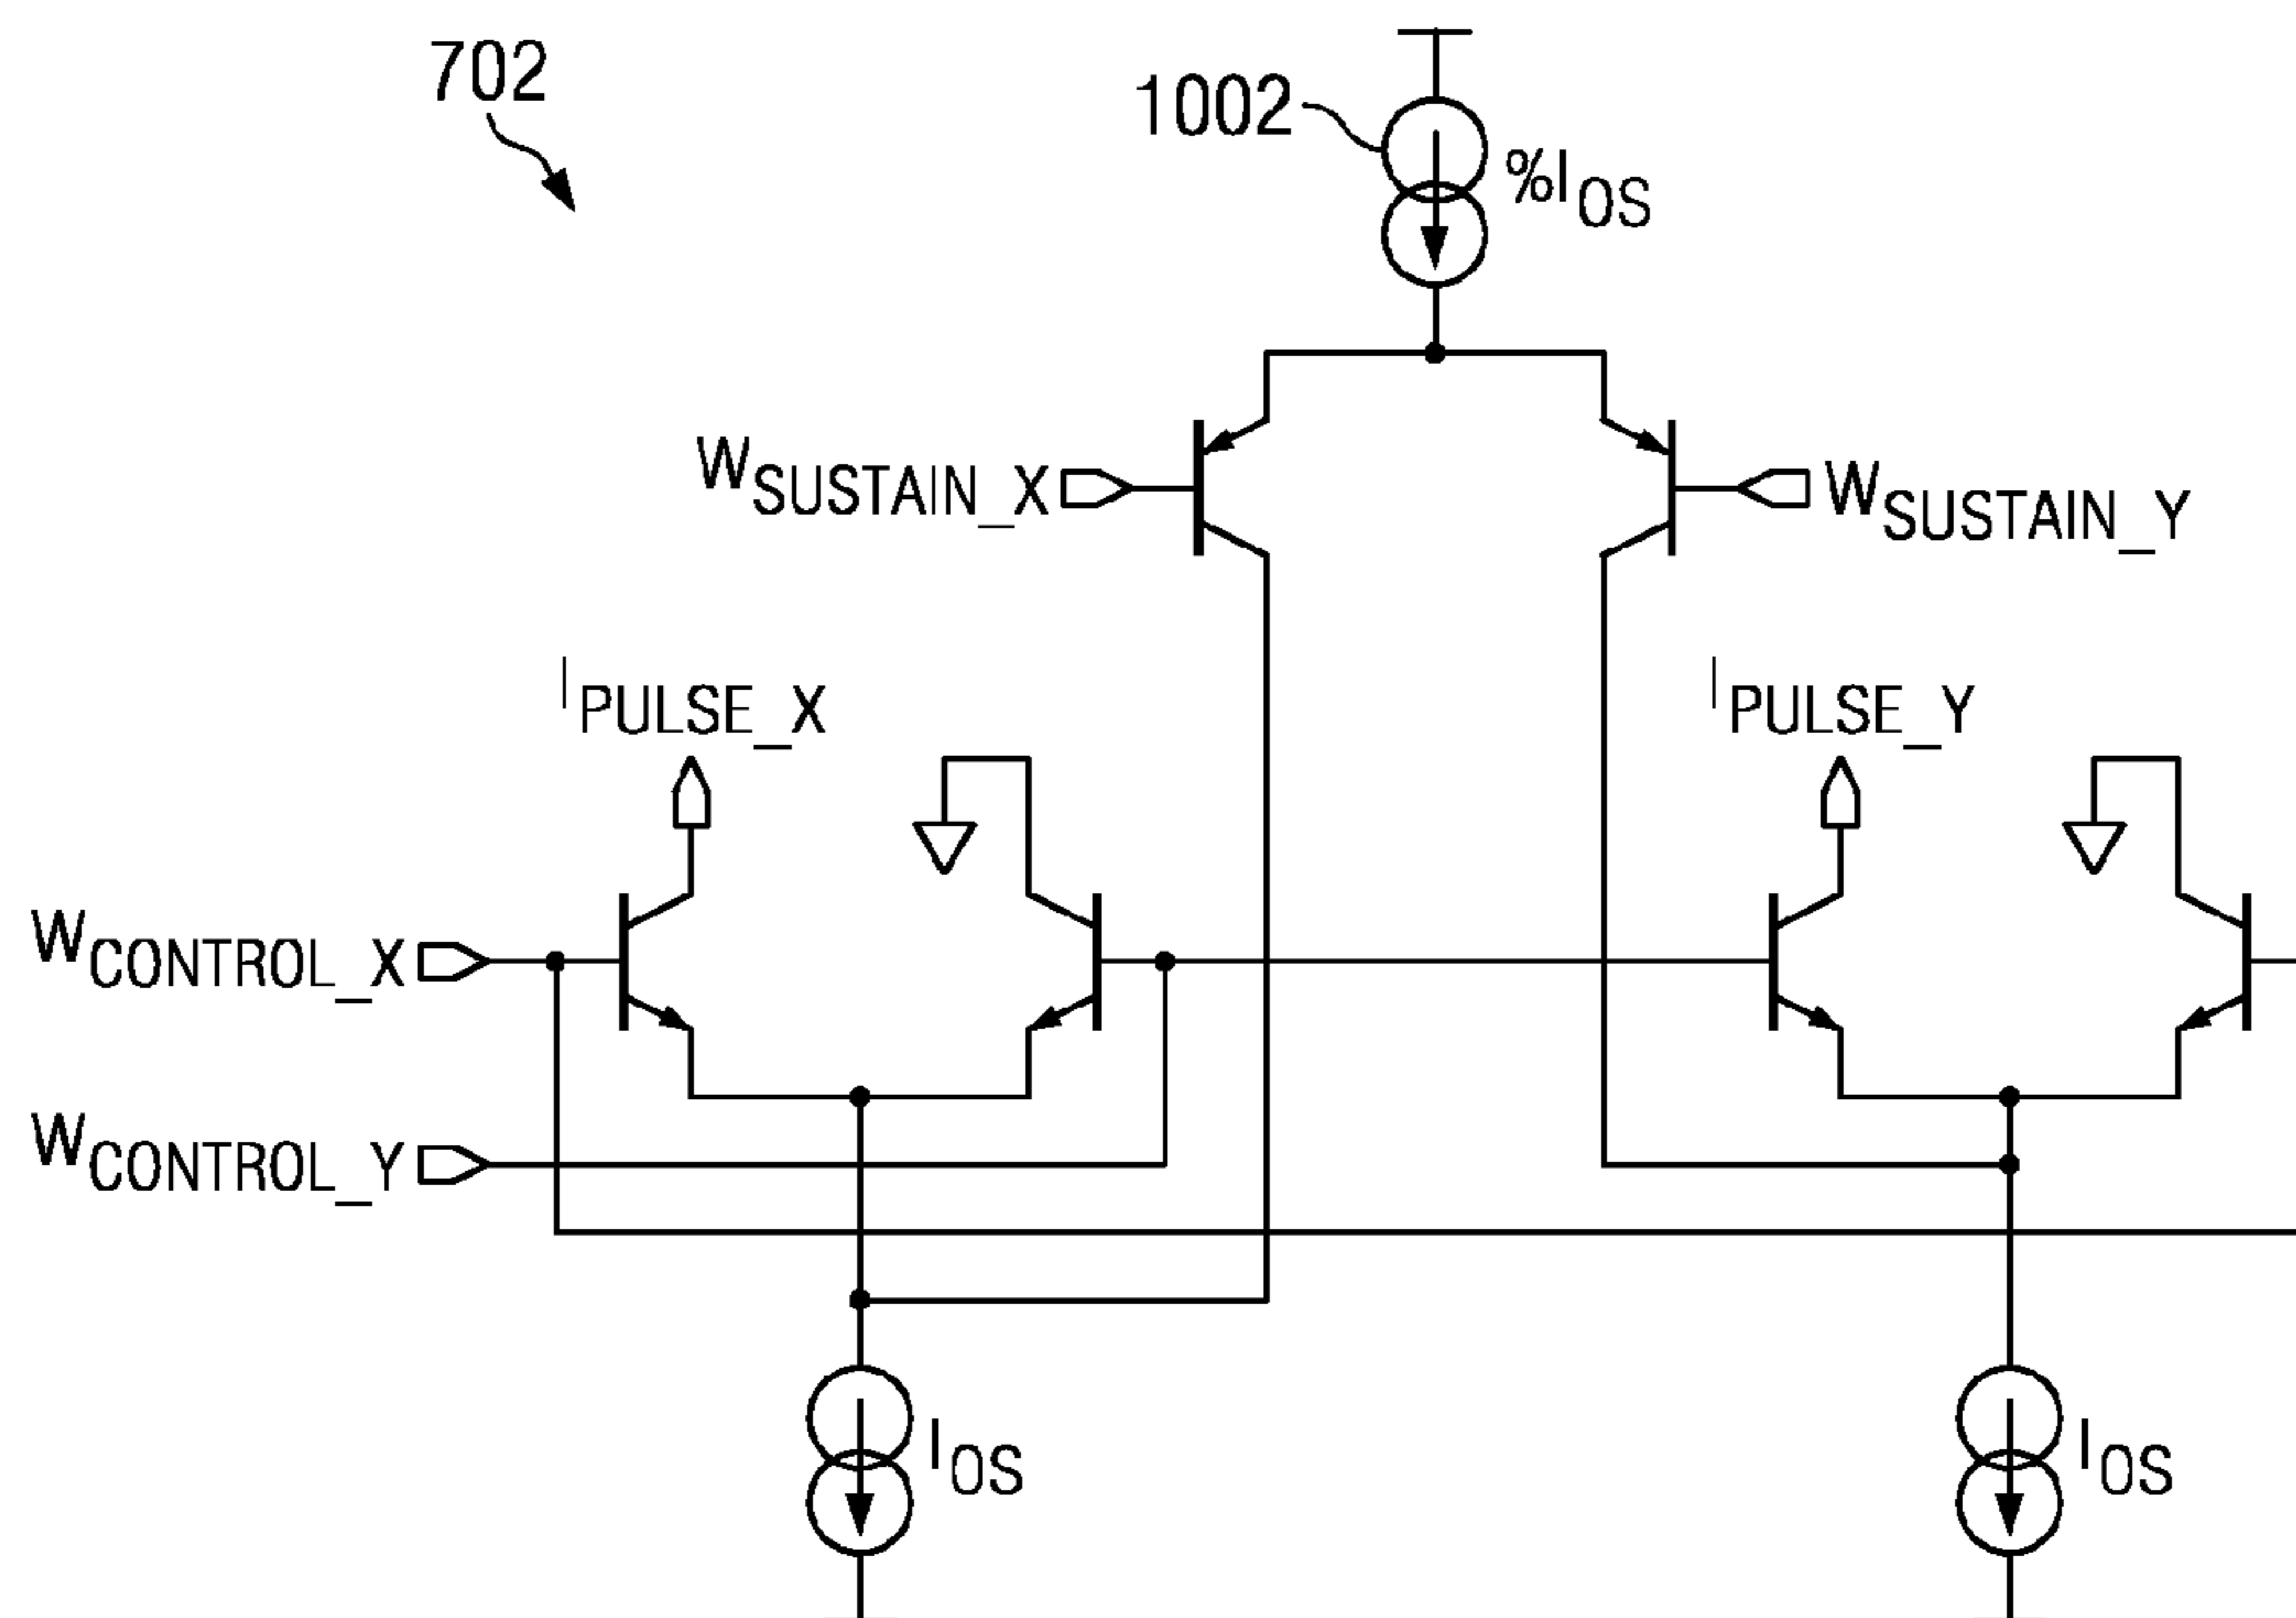 702
1002
%IOS
WSUSTAIN_X
WSUSTAIN_Y
IPULSE_X
IPULSE_Y
WCONTROL_X
WCONTROL_Y
IOS
IOS